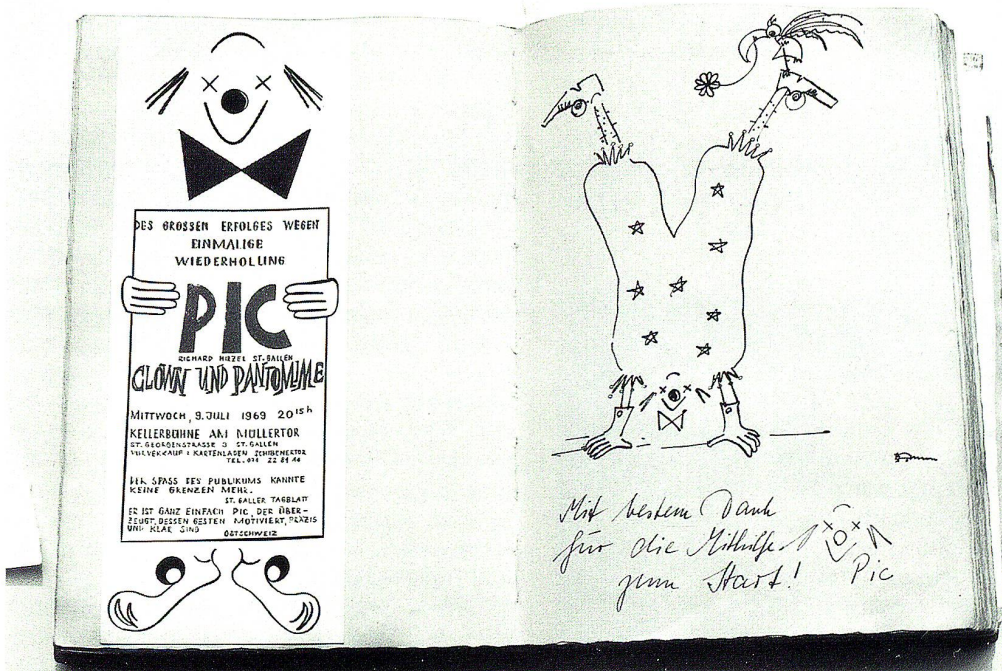 DES GROSSEN ERFOLGES WEGEN
EINMALIGE
WIEDERHOLUNG
PIC
RICHARD HIRZEL ST. GALLEN
CLOWN UND PANTOMIME
MITTWOCH, 9. JULI 1969 20 15 h
KELLERBÜHNE AM MÜLLERTOR
ST. GEORGENSTRASSE 3 ST. GALLEN
VORVERKAUF: KARTENLADEN SCHIBENERTOR
TEL. 071 22 81 14
DER SPASS DES PUBLIKUMS KANNTE
KEINE GRENZEN MEHR.
ST. GALLER TAGBLATT
ER IST GANZ EINFACH PIC, DER ÜBER-
ZEUGT, DESSEN GESTEN MOTIVIERT, PRÄZIS
UND KLAR SIND
OSTSCHWEIZ
Mit bestem Dank
für die Mithilfe
zum Start!
Pic